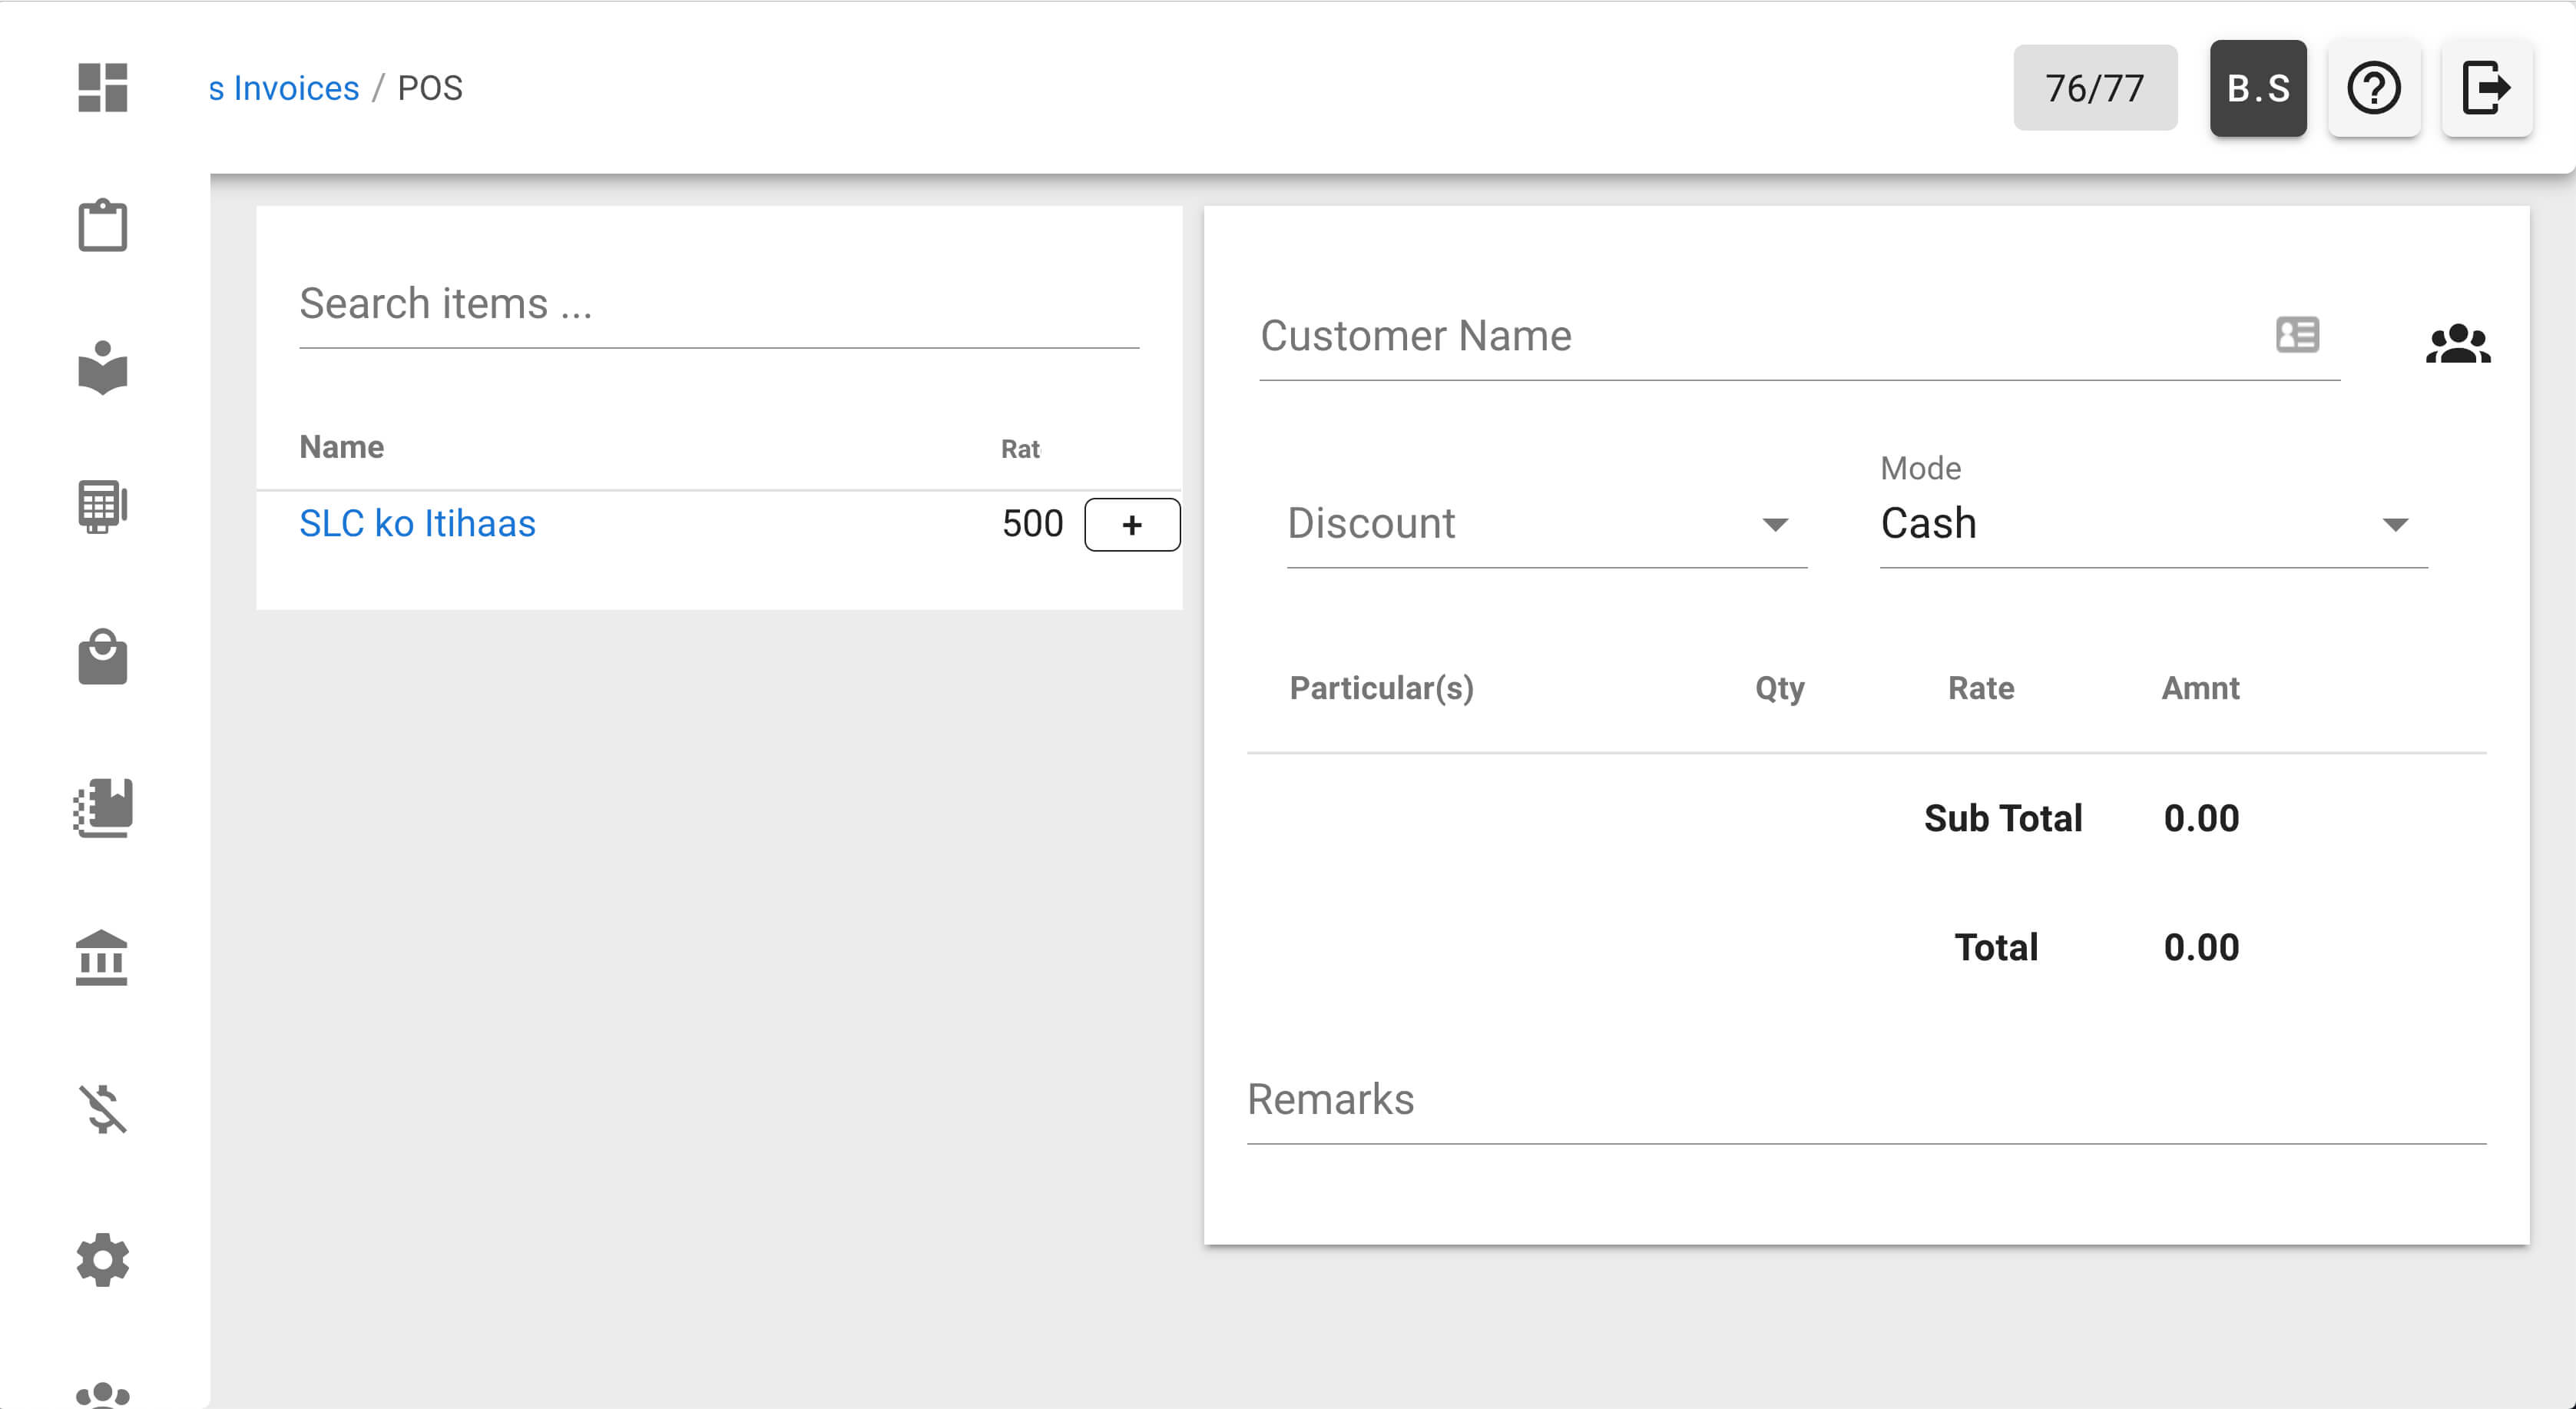 s Invoices / POS
76/77
B.S
Search items ...
Name Rat
SLC ko Itihaas 500 +
Customer Name
Mode
Discount Cash
Particular(s) Qty Rate Amnt
Sub Total 0.00
Total 0.00
Remarks